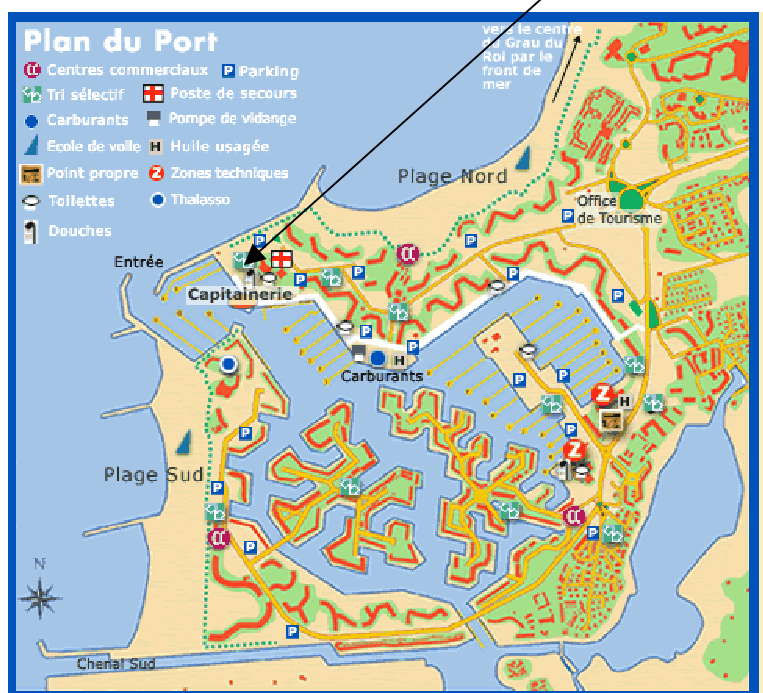 Plan du Port
Centres commerciaux
Parking
Tri sélectif
Poste de secours
Carburants
Pompe de vidange
Ecole de voile
Huile usagée
Point propre
Zones techniques
Toilettes
Thalasso
Douches
vers le centre
du Grau du
Roi par le
front de
mer
Plage Nord
Office
de Tourisme
Entrée
Capitainerie
Carburants
Plage Sud
N
Chenal Sud